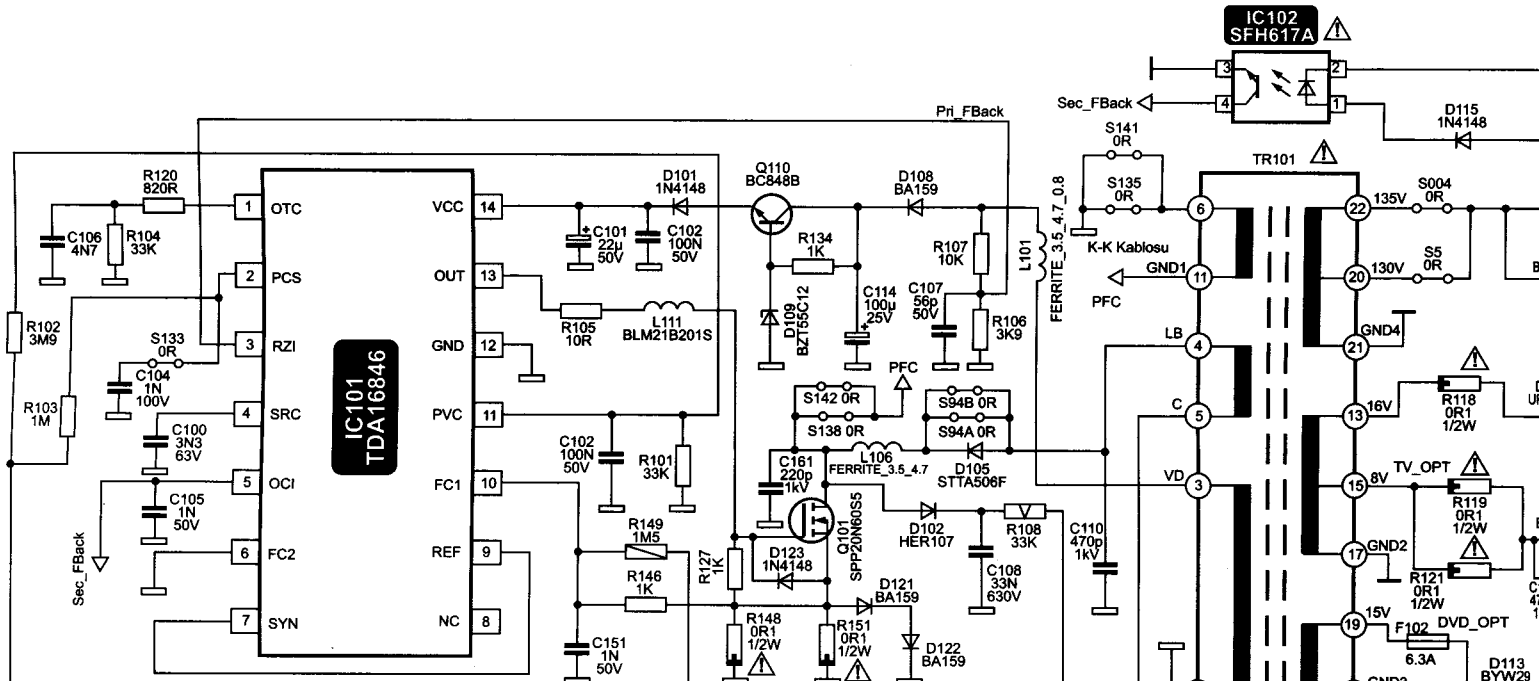 IC102
SFH617A
3
2
4
1
Sec_FBack
D115
1N4148
Pri_FBack
S141
0R
TR101
R120
820R
1
OTC
VCC
14
D101
1N4148
Q110
BC848B
D108
BA159
S135
0R
6
22
135V
S004
0R
C106
4N7
R104
33K
C101
22µ
50V
+
C102
100N
50V
R134
1K
R107
10K
L101
FERRITE_3.5_4.7_0.8
K-K Kablosu
GND1
11
PFC
20
130V
S5
0R
2
PCS
OUT
13
R105
10R
L111
BLM21B201S
D109
BZT55C12
C114
100µ
25V
+
C107
56p
50V
R106
3K9
R102
3M9
S133
0R
3
RZI
GND
12
LB
4
GND4
21
C104
1N
100V
IC101
TDA16846
PFC
S142 0R
S94B 0R
R103
1M
C100
3N3
63V
4
SRC
PVC
11
S138 0R
S94A 0R
C
5
13
16V
R118
0R1
1/2W
C102
100N
50V
R101
33K
C161
220p
1kV
L106
FERRITE_3.5_4.7
D105
STTA506F
C105
1N
50V
5
OCI
FC1
10
VD
3
15
8V
TV_OPT
R119
0R1
1/2W
Q101
SPP20N60S5
D102
HER107
R108
33K
C110
470p
1kV
R149
1M5
Sec_FBack
6
FC2
REF
9
R127
1K
D123
1N4148
C108
33N
630V
17
GND2
R121
0R1
1/2W
R146
1K
D121
BA159
7
SYN
NC
8
C151
1N
50V
R148
0R1
1/2W
R151
0R1
1/2W
D122
BA159
19
15V
F102
6.3A
DVD_OPT
D113
BYW29